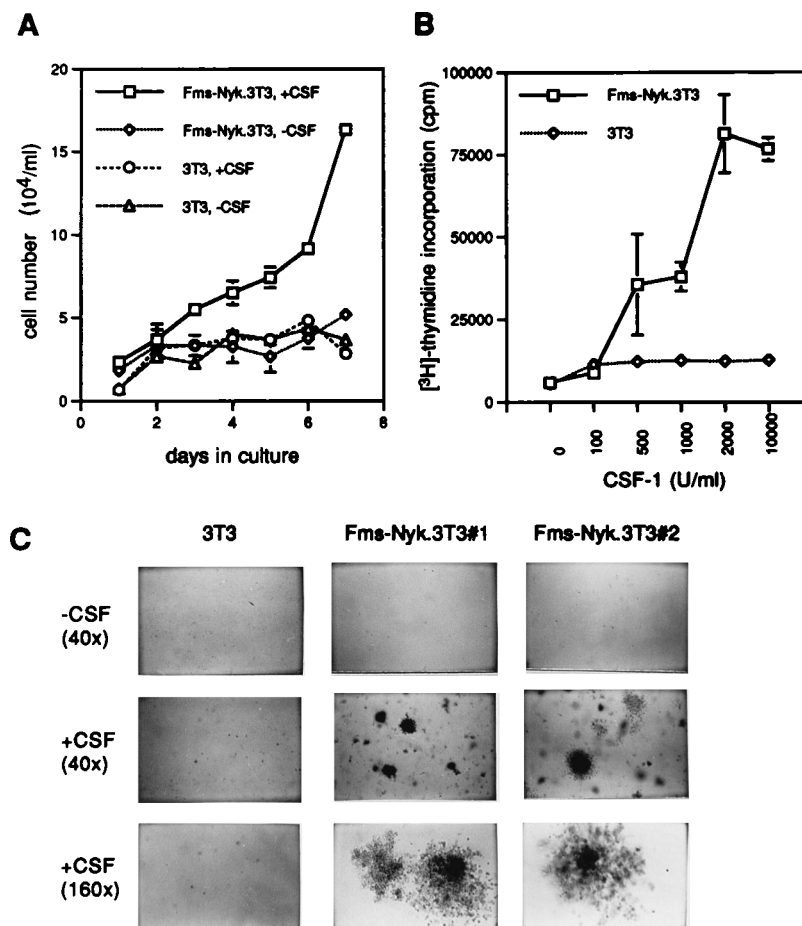 A
20
15
10
5
0
0
2
4
6
8
cell number (10⁴/ml)
days in culture
Fms-Nyk.3T3, +CSF
Fms-Nyk.3T3, -CSF
3T3, +CSF
3T3, -CSF
B
100000
75000
50000
25000
0
0
100
500
1000
2000
10000
[³H]-thymidine incorporation (cpm)
CSF-1 (U/ml)
Fms-Nyk.3T3
3T3
C
3T3
Fms-Nyk.3T3#1
Fms-Nyk.3T3#2
-CSF
(40x)
+CSF
(40x)
+CSF
(160x)